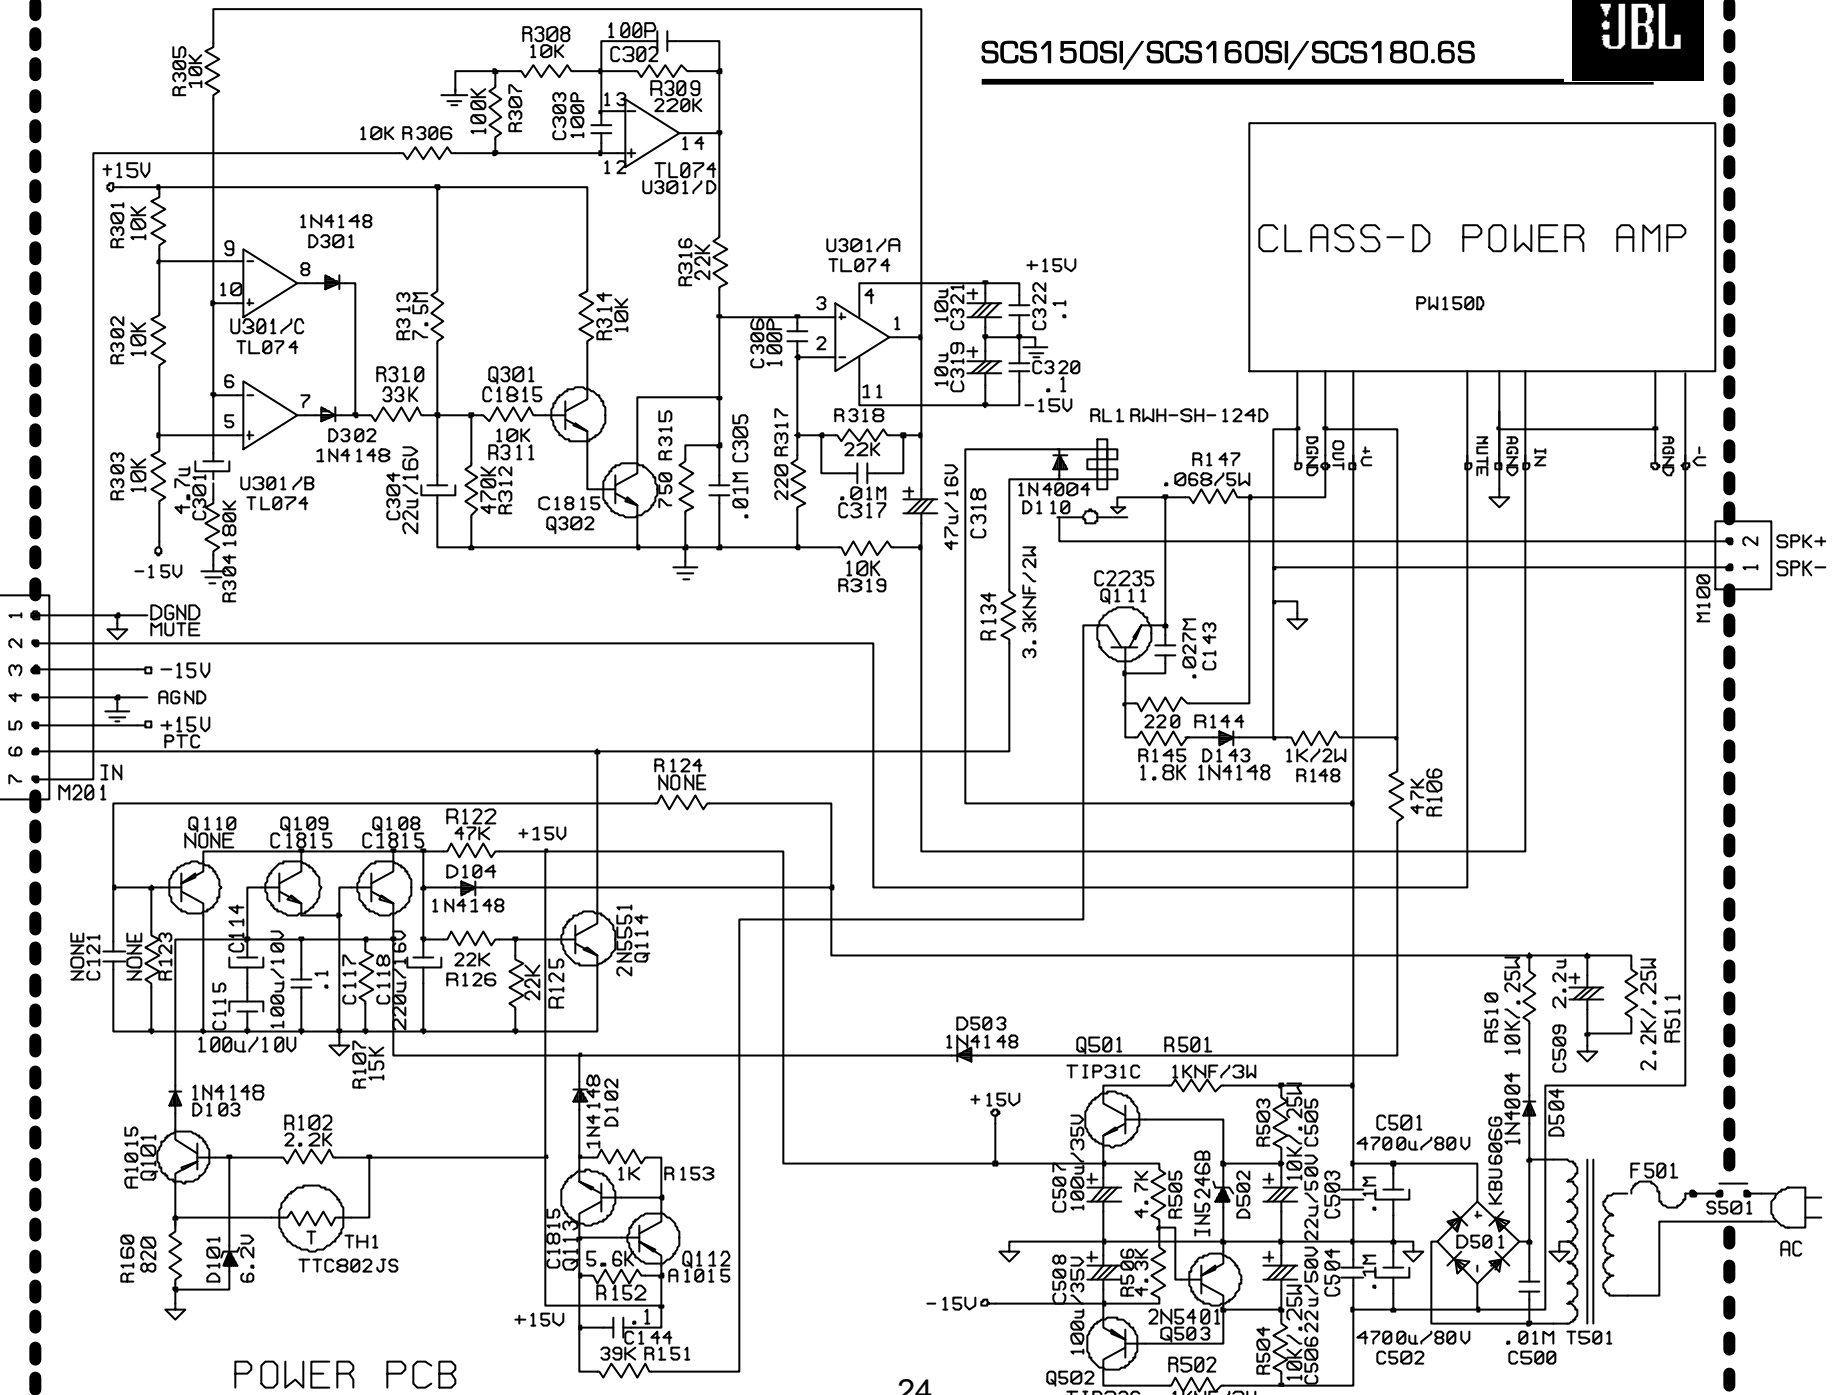 JBL
SCS150SI/SCS160SI/SCS180.6S
CLASS-D POWER AMP
PW150D
DGND
OUT
+V
MUTE
AGND
IN
AGND
-V
R305
10K
R308
10K
100P
C302
R309
220K
100K
R307
C303
100P
13
12
14
TL074
U301/D
10K R306
+15V
R301
10K
1N4148
D301
9
8
10
U301/C
TL074
R302
10K
R313
7.5M
R314
10K
R316
22K
U301/A
TL074
3
2
4
1
11
C306
100P
+15V
10u
C321
C322
.1
10u
C319
C320
.1
-15V
6
5
7
D302
1N4148
U301/B
TL074
R310
33K
Q301
C1815
10K
R311
R303
10K
-15V
4.7u
C301
R304 180K
C304
22u/16V
470K
R312
C1815
Q302
750 R315
.01M C305
220 R317
R318
22K
.01M
C317
10K
R319
47u/16V
C318
RL1 RWH-SH-124D
1N4004
D110
R147
.068/5W
R134
3.3KNF/2W
C2235
Q111
.027M
C143
220 R144
R145
1.8K
D143
1N4148
1K/2W
R148
47K
R106
2
1
SPK+
SPK-
M100
1
2
3
4
5
6
7
DGND
MUTE
-15V
AGND
+15V
PTC
IN
M201
R124
NONE
Q110
NONE
Q109
C1815
Q108
C1815
R122
47K
+15V
D104
1N4148
NONE
C121
NONE
R123
C114
C115
100u/10V
100u/10V
.1
C117
C118
220u/16V
22K
R126
22K
R125
2N5551
Q114
R107
15K
1N4148
D103
A1015
Q101
R102
2.2K
T
TH1
TTC802JS
R160
820
D101
6.2V
1N4148
D102
1K
R153
C1815
Q113
5.6K
R152
Q112
A1015
+15V
.1
C144
39K R151
D503
1N4148
+15V
Q501
TIP31C
R501
1KNF/3W
C507
100u/35V
4.7K
R505
IN5246B
D502
R503
10K/.25W
C505
22u/50V
C503
.1M
C501
4700u/80V
KBU606G
D501
1N4004
D504
R510
10K/.25W
C509 2.2u
2.2K/.25W
R511
F501
S501
AC
-15V
C508
100u/35V
R506
4.3K
2N5401
Q503
R504
10K/.25W
C506
22u/50V
C504
.1M
4700u/80V
C502
.01M
C500
T501
Q502
R502
POWER PCB
24